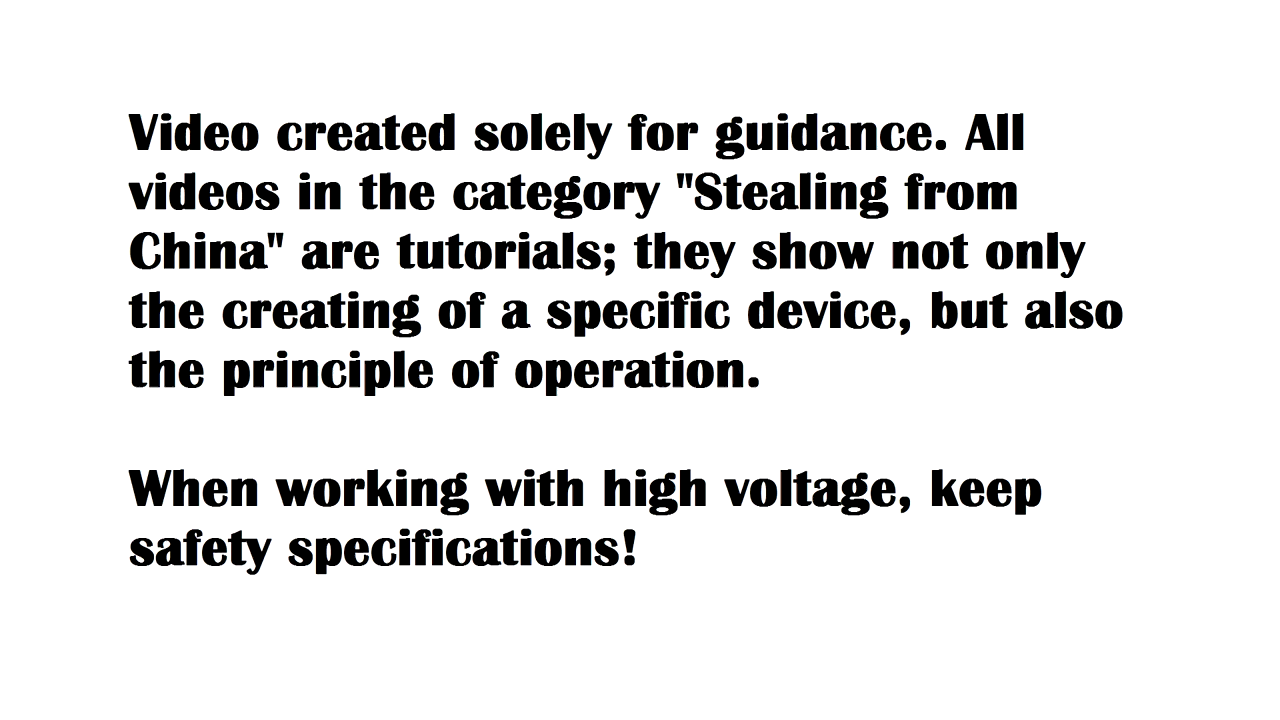 Video created solely for guidance. All
videos in the category "Stealing from
China" are tutorials; they show not only
the creating of a specific device, but also
the principle of operation.
When working with high voltage, keep
safety specifications!